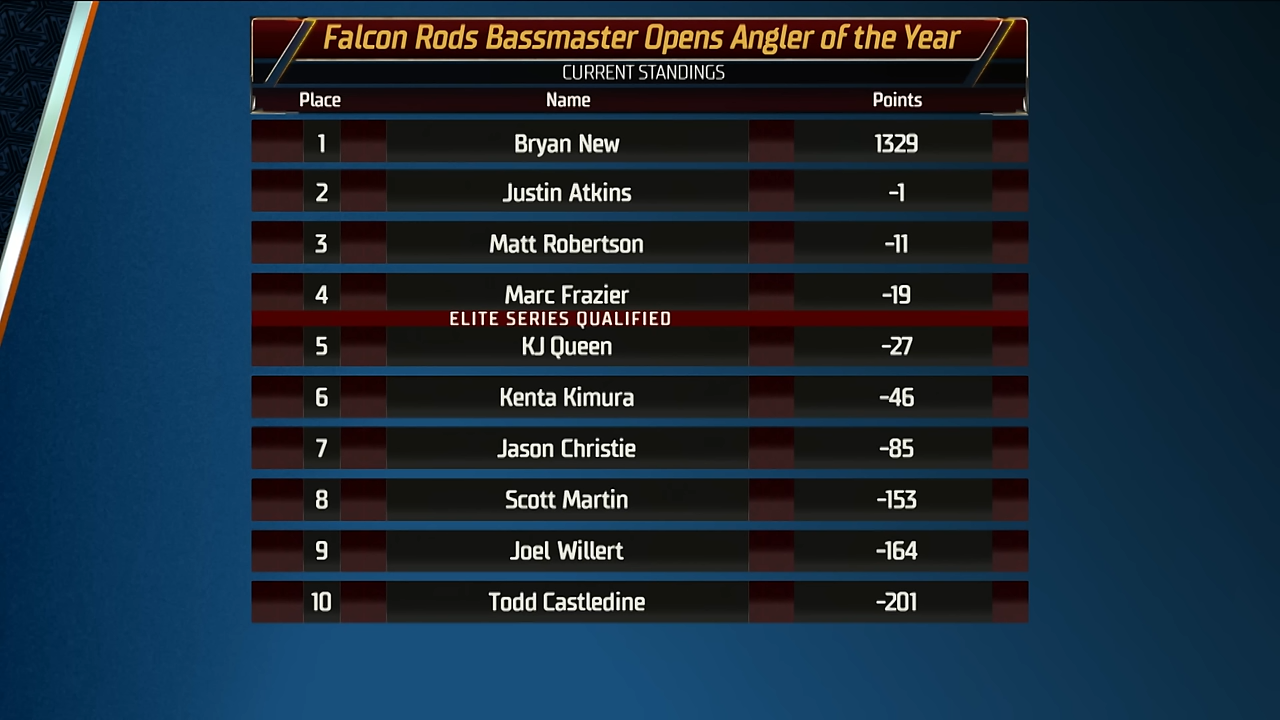 Falcon Rods Bassmaster Opens Angler of the Year
CURRENT STANDINGS
Place Name Points
1 Bryan New 1329
2 Justin Atkins -1
3 Matt Robertson -11
4 Marc Frazier -19
ELITE SERIES QUALIFIED
5 KJ Queen -27
6 Kenta Kimura -46
7 Jason Christie -85
8 Scott Martin -153
9 Joel Willert -164
10 Todd Castledine -201